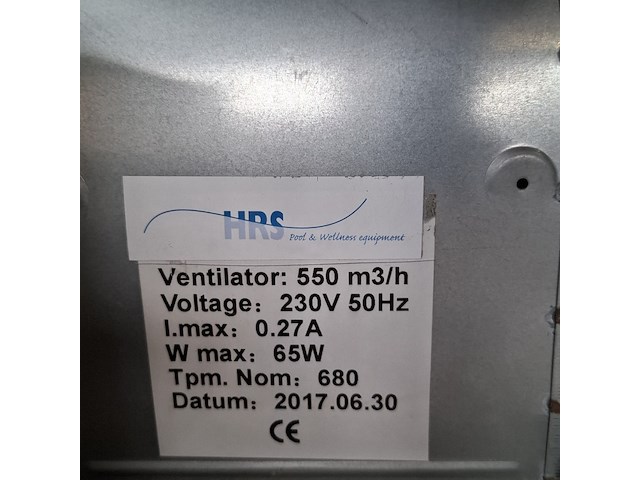 HRS
Pool & Wellness equipment
Ventilator: 550 m3/h
Voltage: 230V 50Hz
I.max: 0.27A
W max: 65W
Tpm. Nom: 680
Datum: 2017.06.30
CE